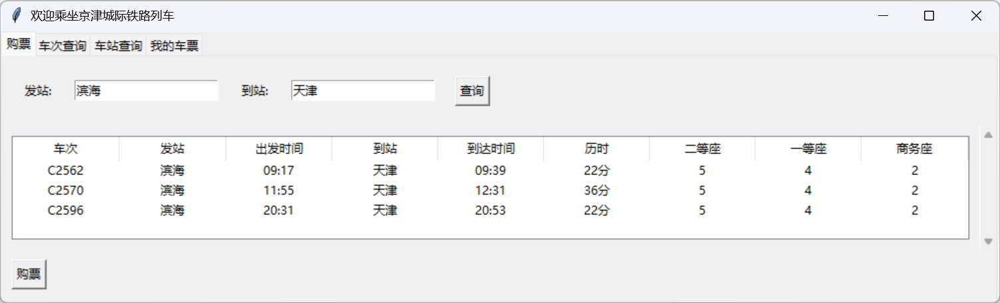 欢迎乘坐京津城际铁路列车
购票 车次查询 车站查询 我的车票
发站: 滨海 到站: 天津 查询
车次 发站 出发时间 到站 到达时间 历时 二等座 一等座 商务座
C2562 滨海 09:17 天津 09:39 22分 5 4 2
C2570 滨海 11:55 天津 12:31 36分 5 4 2
C2596 滨海 20:31 天津 20:53 22分 5 4 2
购票